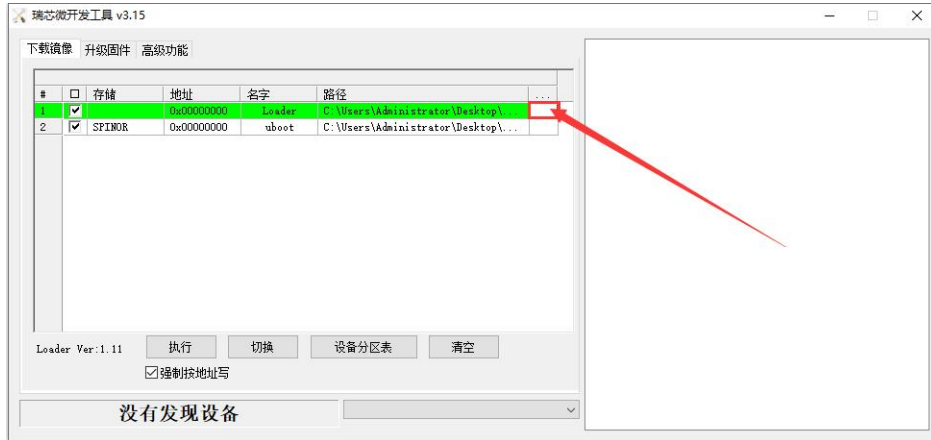 瑞芯微开发工具 v3.15
下载镜像 升级固件 高级功能
# 存储 地址 名字 路径 ...
1 0x00000000 Loader C:\Users\Administrator\Desktop\...
2 SPINOR 0x00000000 uboot C:\Users\Administrator\Desktop\...
Loader Ver:1.11 执行 切换 设备分区表 清空
强制按地址写
没有发现设备